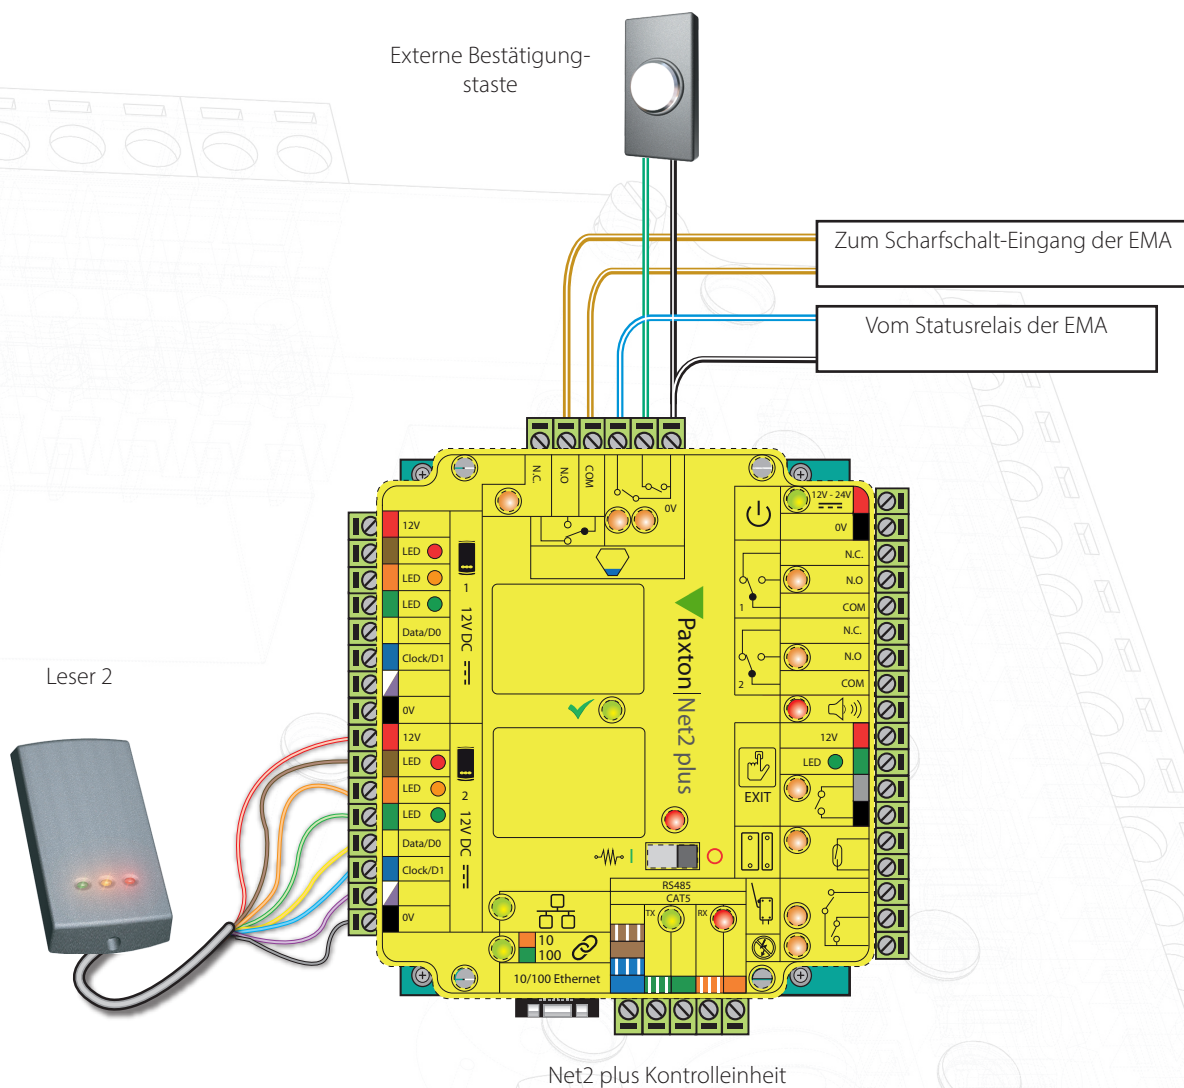 Externe Bestätigung-
staste
Zum Scharfschalt-Eingang der EMA
Vom Statusrelais der EMA
N.C.
N.O
COM
0V
12V
LED
LED
LED
Data/D0
Clock/D1
0V
1
12V DC
12V
LED
LED
LED
Data/D0
Clock/D1
0V
2
12V DC
Leser 2
Paxton Net2 plus
12V - 24V
0V
N.C.
N.O
COM
1
N.C.
N.O
COM
2
12V
LED
EXIT
RS485
CAT5
TX
RX
10
100
10/100 Ethernet
Net2 plus Kontrolleinheit